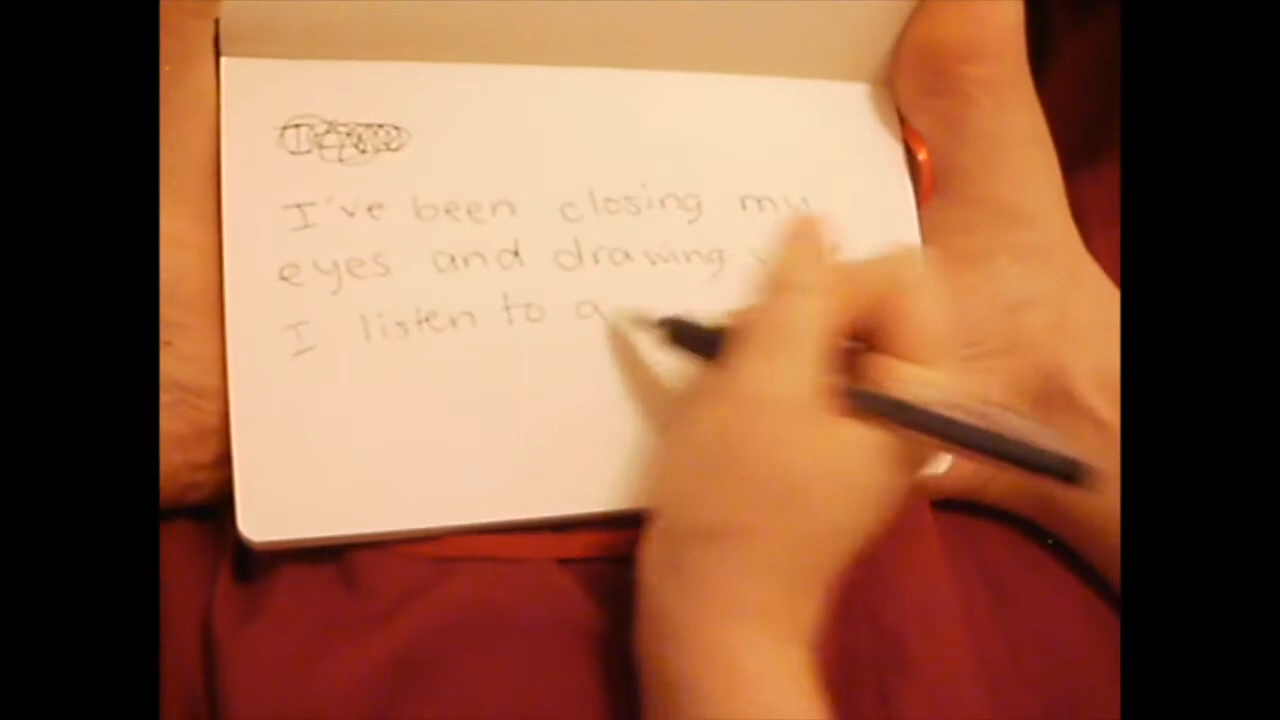 I've been closing my
eyes and drawing
I listen to a